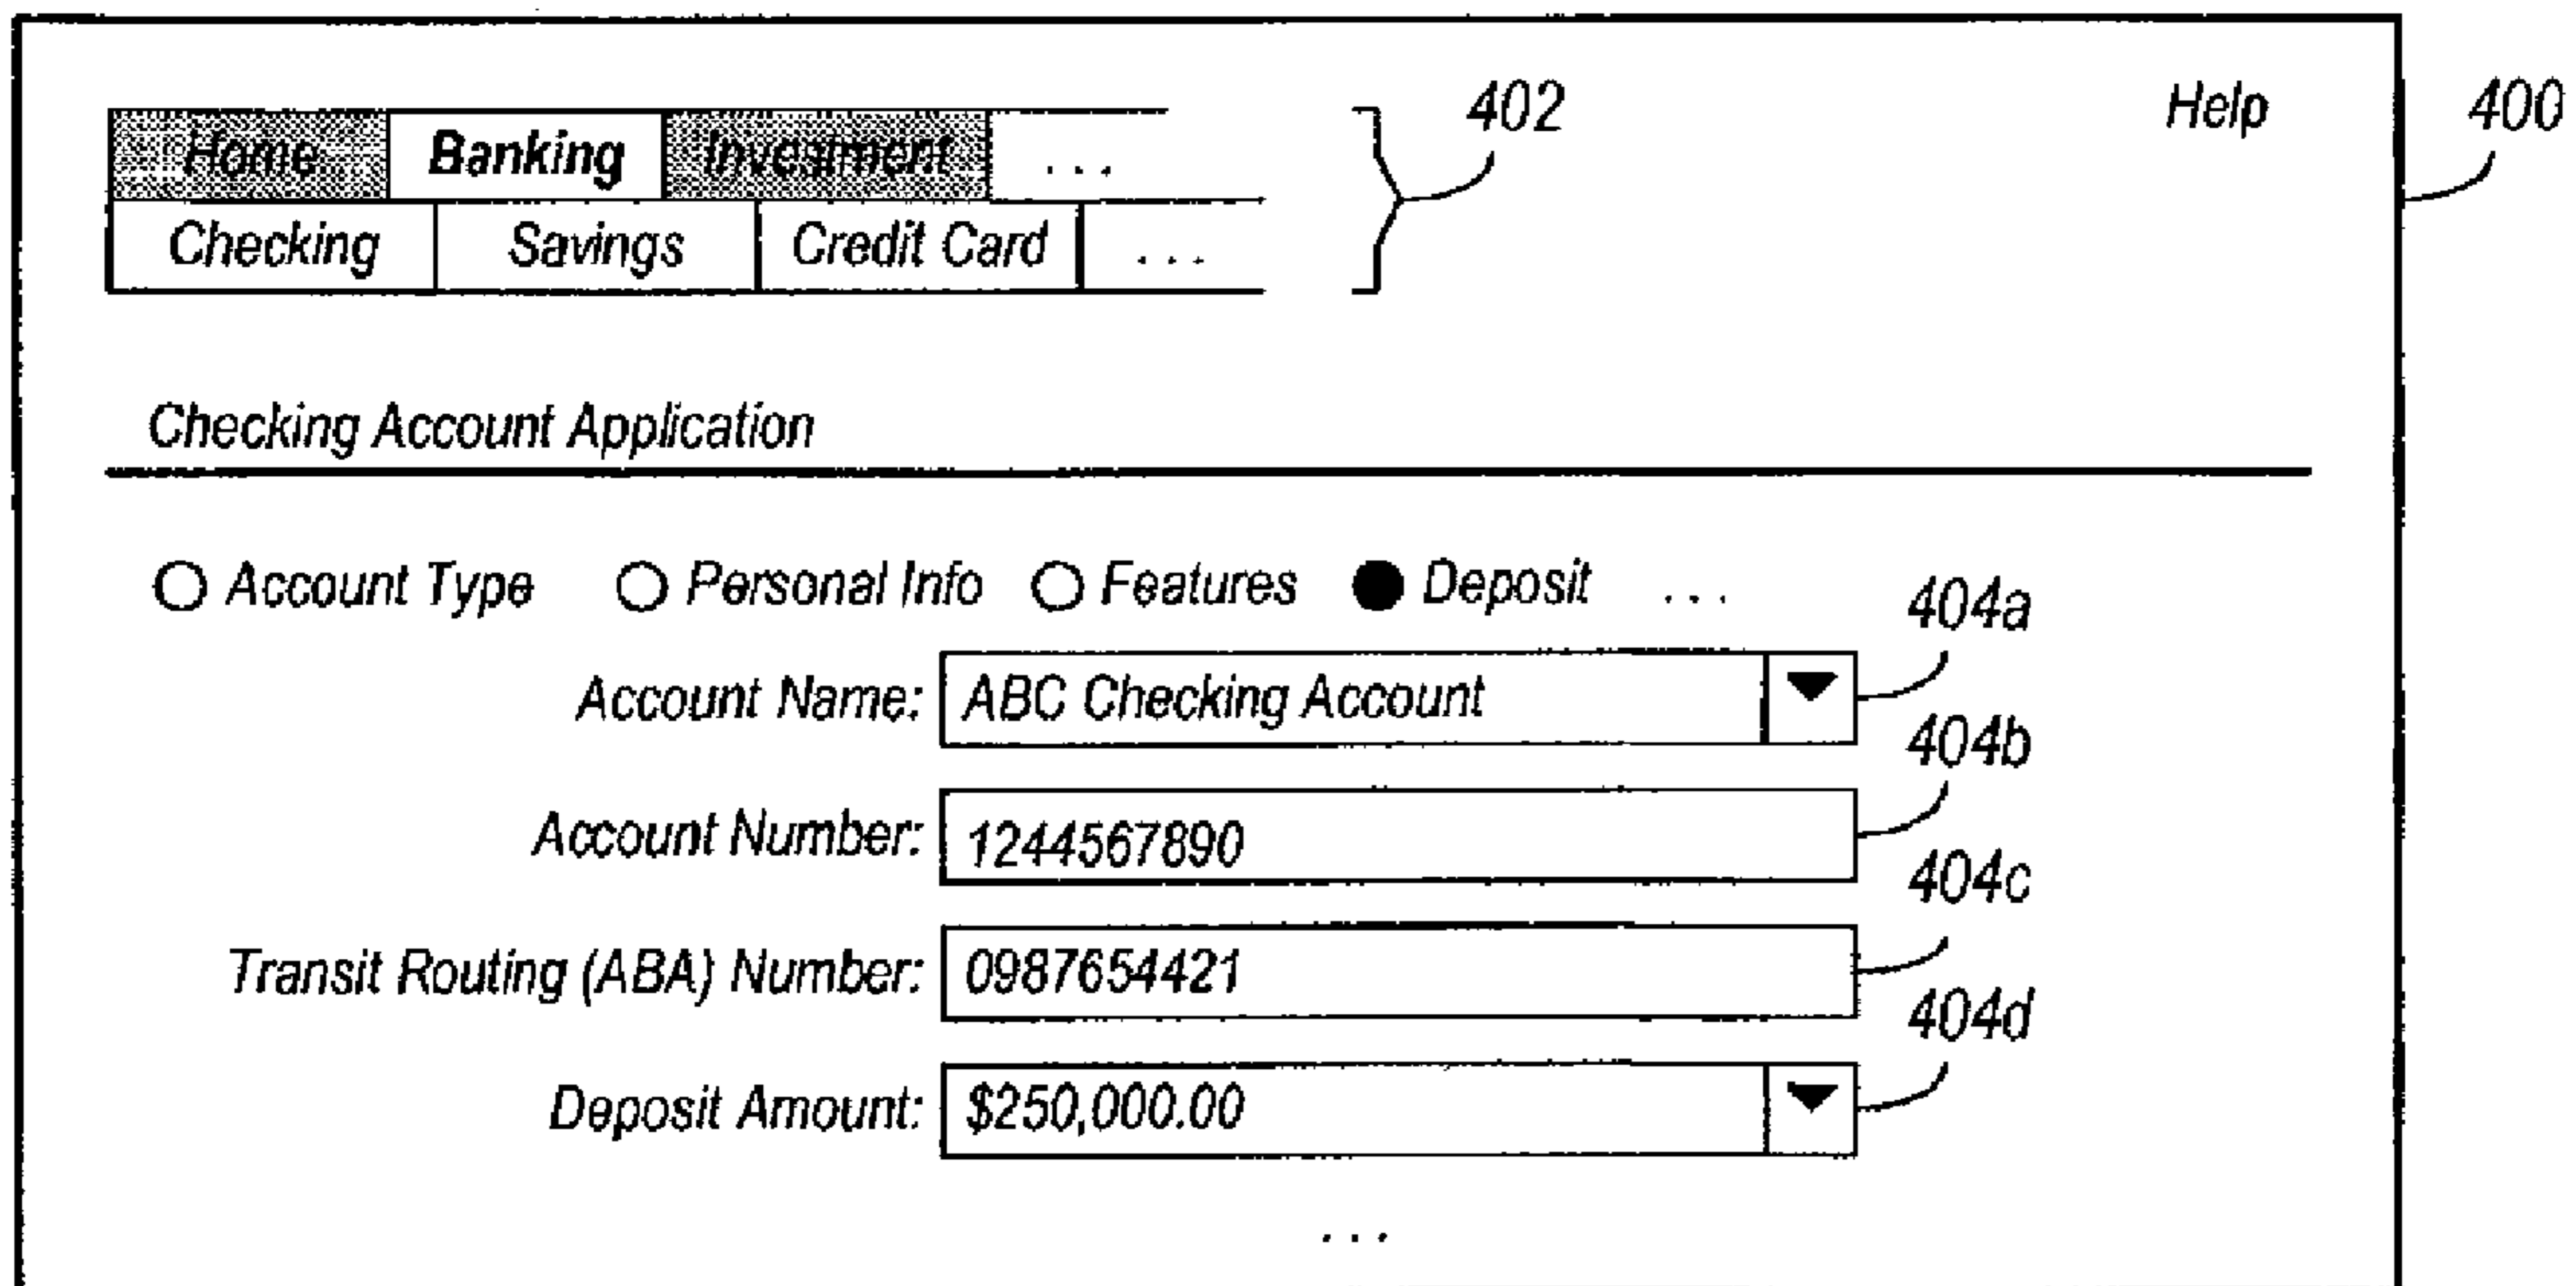 Help
402
400
Home Banking Investment ...
Checking Savings Credit Card ...
Checking Account Application
Account Type Personal Info Features Deposit ...
404a
Account Name: ABC Checking Account
404b
Account Number: 1244567890
404c
Transit Routing (ABA) Number: 0987654421
404d
Deposit Amount: $250,000.00
...